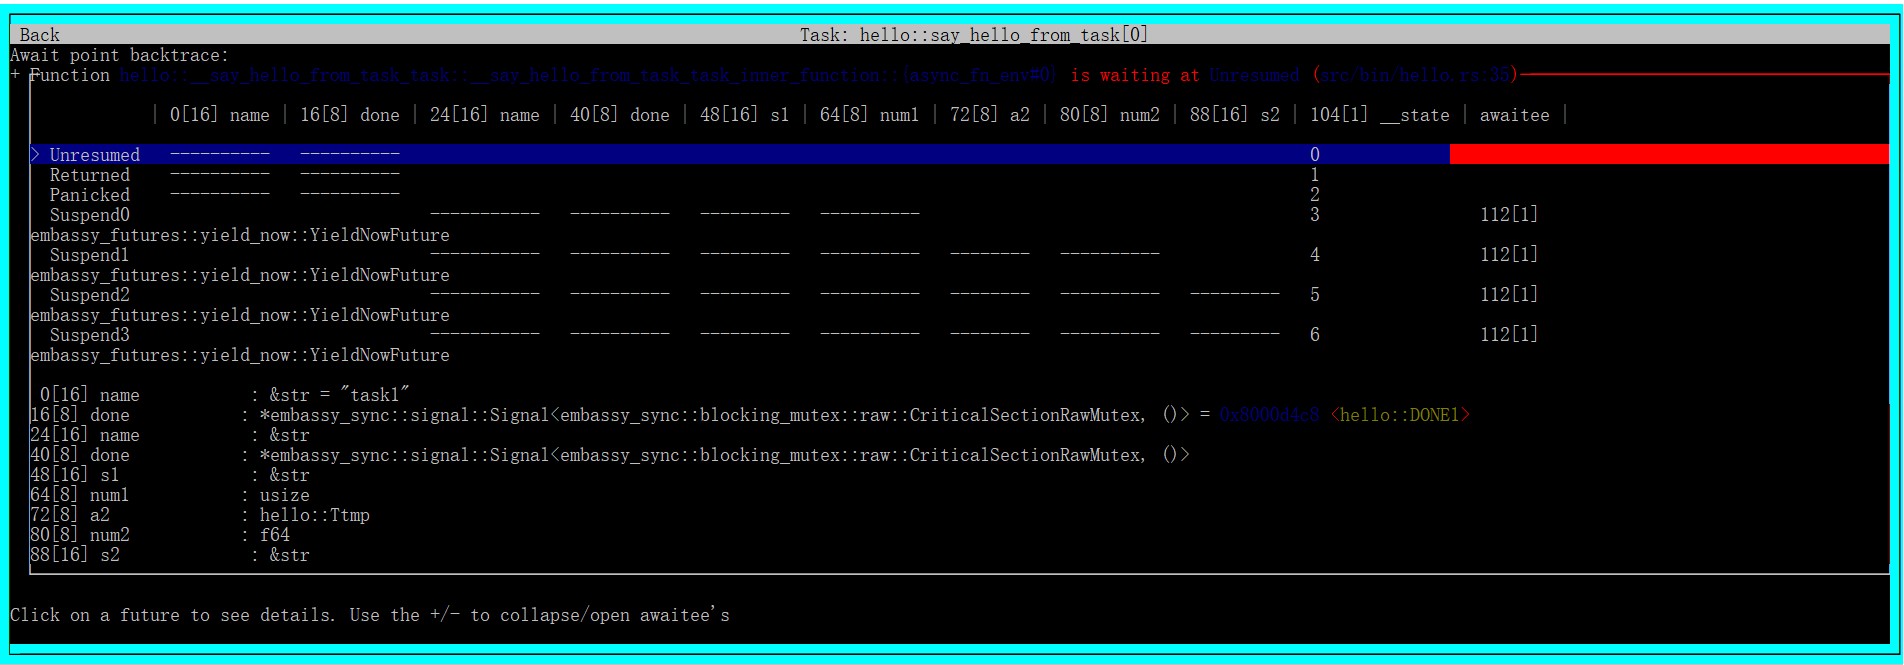 Back Task: hello::say_hello_from_task[0]
Await point backtrace:
+ Function hello::__say_hello_from_task_task::__say_hello_from_task_task_inner_function::{async_fn_env#0} is waiting at Unresumed (src/bin/hello.rs:35)
| 0[16] name | 16[8] done | 24[16] name | 40[8] done | 48[16] s1 | 64[8] num1 | 72[8] a2 | 80[8] num2 | 88[16] s2 | 104[1] __state | awaitee |
> Unresumed ---------- ---------- 0
Returned ---------- ---------- 1
Panicked ---------- ---------- 2
Suspend0 ----------- ---------- --------- ---------- 3 112[1]
embassy_futures::yield_now::YieldNowFuture
Suspend1 ----------- ---------- --------- ---------- -------- ---------- 4 112[1]
embassy_futures::yield_now::YieldNowFuture
Suspend2 ----------- ---------- --------- ---------- -------- ---------- --------- 5 112[1]
embassy_futures::yield_now::YieldNowFuture
Suspend3 ----------- ---------- --------- ---------- -------- ---------- --------- 6 112[1]
embassy_futures::yield_now::YieldNowFuture
0[16] name : &str = "task1"
16[8] done : *embassy_sync::signal::Signal<embassy_sync::blocking_mutex::raw::CriticalSectionRawMutex, ()> = 0x8000d4c8 <hello::DONE1>
24[16] name : &str
40[8] done : *embassy_sync::signal::Signal<embassy_sync::blocking_mutex::raw::CriticalSectionRawMutex, ()>
48[16] s1 : &str
64[8] num1 : usize
72[8] a2 : hello::Ttmp
80[8] num2 : f64
88[16] s2 : &str
Click on a future to see details. Use the +/- to collapse/open awaitee's